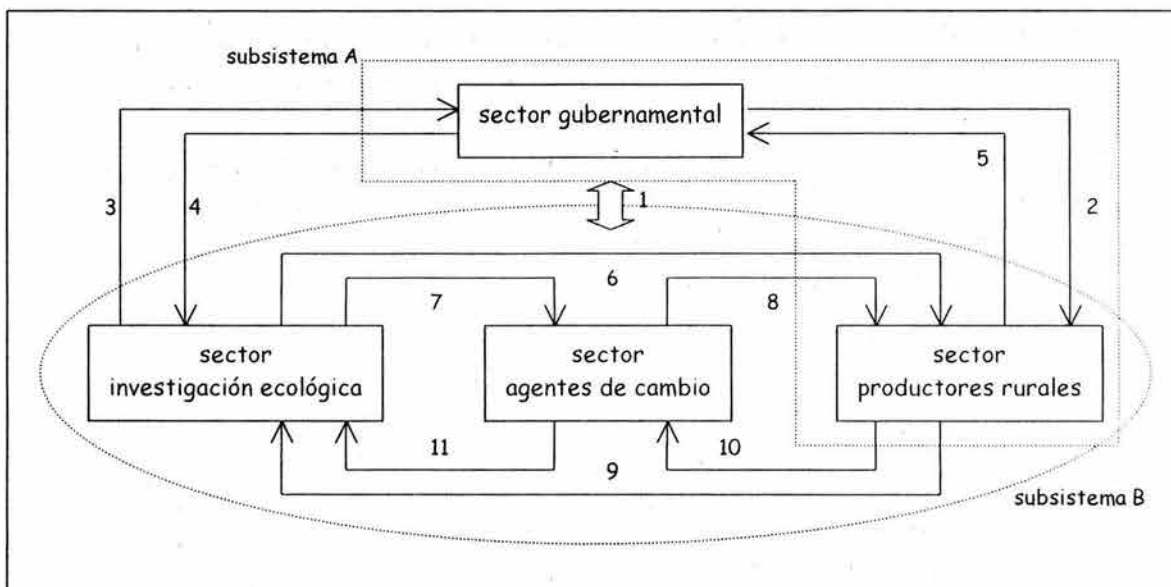 subsistema A
sector gubernamental
5
3
4
1
2
6
7
8
sector
investigación ecológica
sector
agentes de cambio
sector
productores rurales
11
10
9
subsistema B